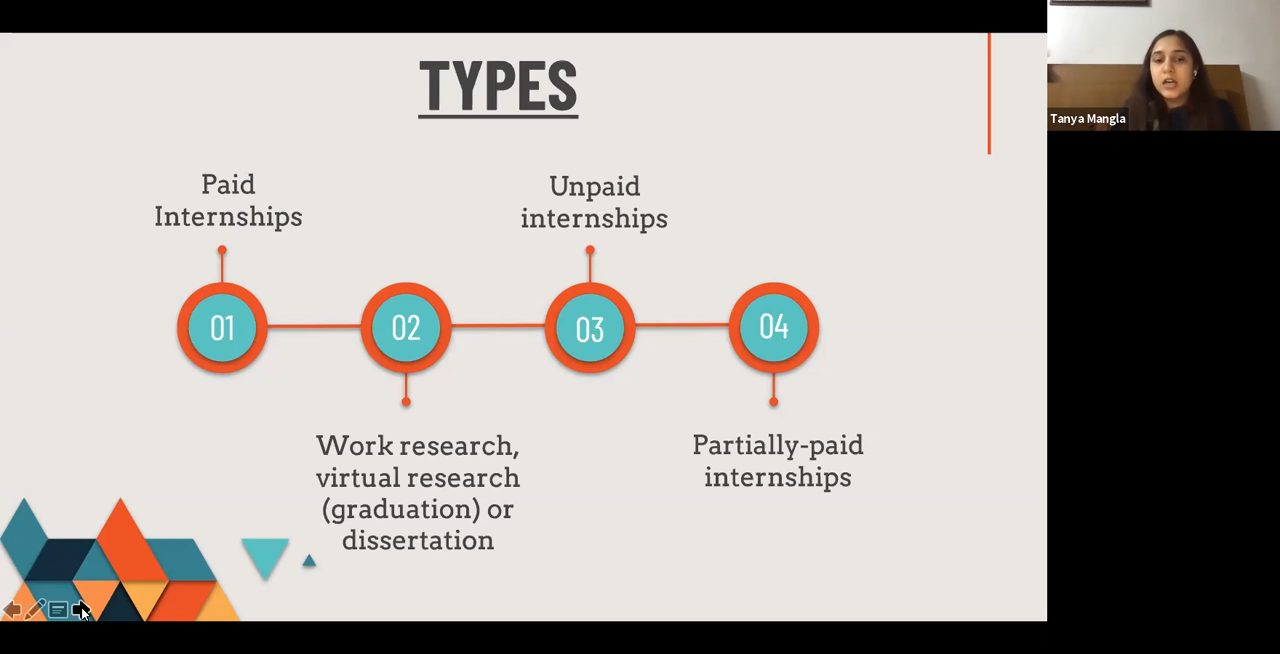 TYPES
Paid
Internships
Unpaid
internships
01
02
03
04
Work research,
virtual research
(graduation) or
dissertation
Partially-paid
internships
Tanya Mangla